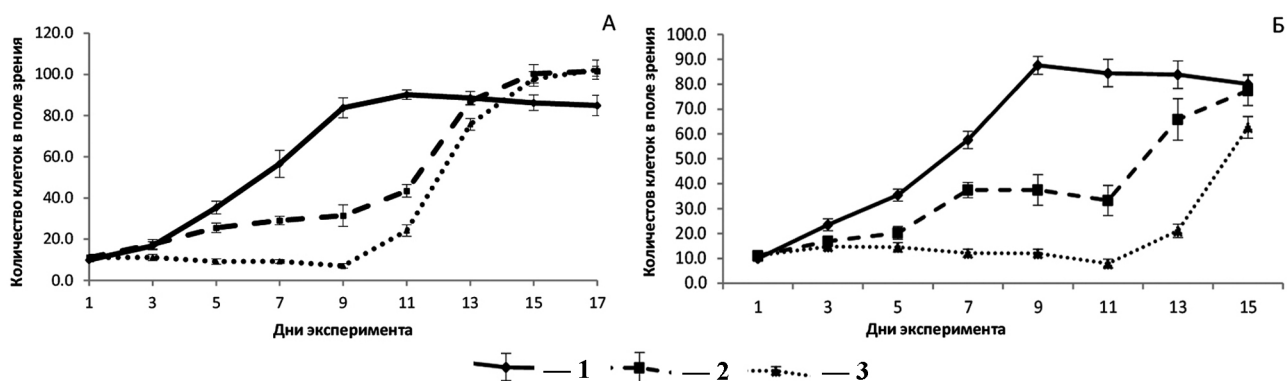 А
Количество клеток в поле зрения
120.0
100.0
80.0
60.0
40.0
20.0
0.0
1 3 5 7 9 11 13 15 17
Дни эксперимента
Б
Количестов клеток в поле зрения
100.0
90.0
80.0
70.0
60.0
50.0
40.0
30.0
20.0
10.0
0.0
1 3 5 7 9 11 13 15
Дни эксперимента
— 1 — 2 — 3